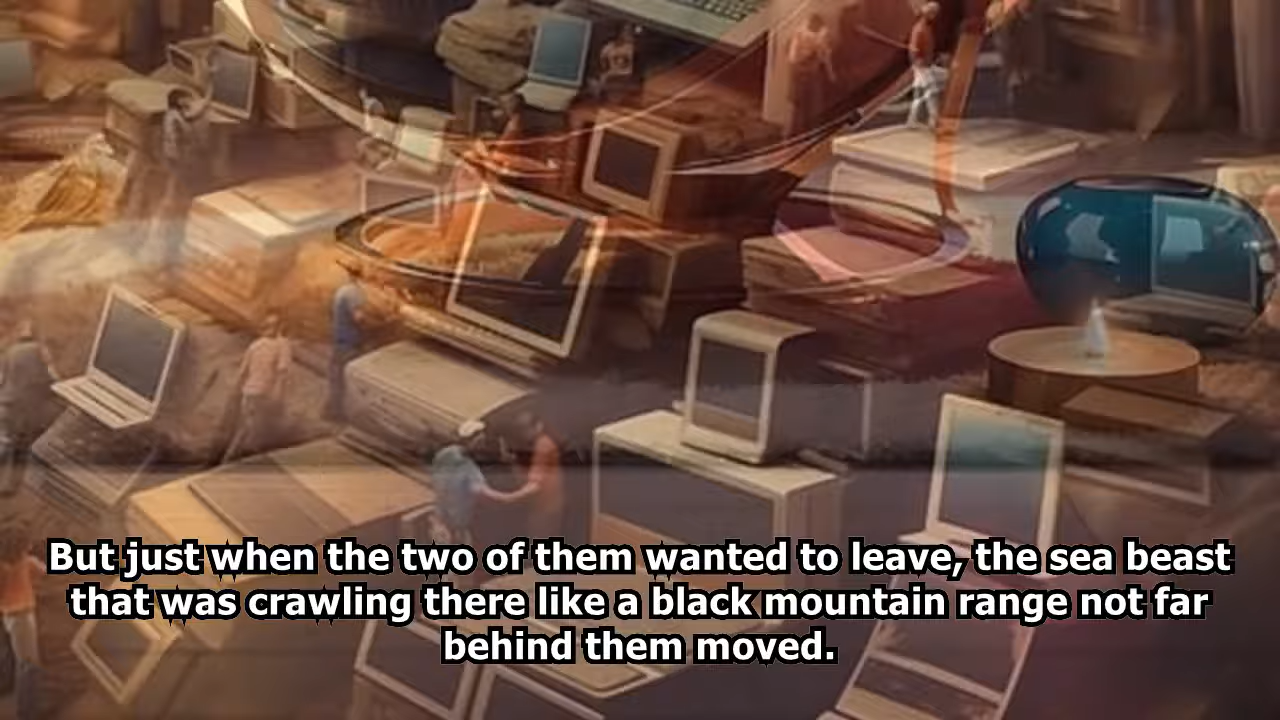 But just when the two of them wanted to leave, the sea beast
that was crawling there like a black mountain range not far
behind them moved.